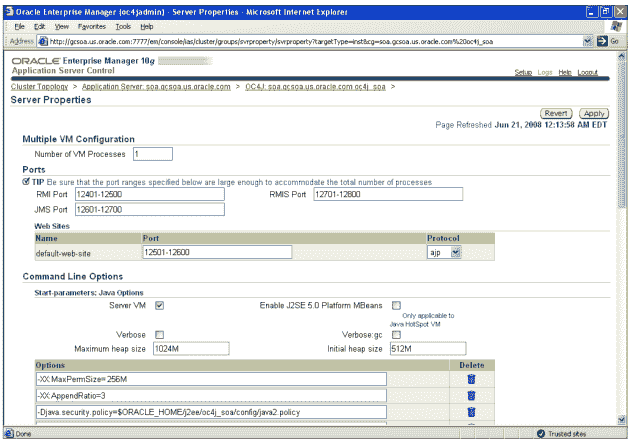 Oracle Enterprise Manager (oc4jadmin) - Server Properties - Microsoft Internet Explorer
File Edit View Favorites Tools Help
Address http://gcsoa.us.oracle.com:7777/em/console/ias/cluster/groups/svrproperty/svrproperty?targetType=inst&cg=soa.gcsoa.us.oracle.com%20oc4j_soa Go
ORACLE Enterprise Manager 10g
Application Server Control
Setup Logs Help Logout
Cluster Topology > Application Server: soa.gcsoa.us.oracle.com > OC4J: soa.gcsoa.us.oracle.com oc4j_soa >
Server Properties
Revert Apply
Page Refreshed Jun 21, 2008 12:13:58 AM EDT
Multiple VM Configuration
Number of VM Processes 1
Ports
TIP Be sure that the port ranges specified below are large enough to accommodate the total number of processes
RMI Port 12401-12500 RMIS Port 12701-12800
JMS Port 12601-12700
Web Sites
Name Port Protocol
default-web-site 12501-12600 ajp
Command Line Options
Start-parameters: Java Options
Server VM Enable J2SE 5.0 Platform MBeans
Only applicable to
Java HotSpot VM
Verbose Verbose:gc
Maximum heap size 1024M Initial heap size 512M
Options Delete
-XX:MaxPermSize=256M
-XX:AppendRatio=3
-Djava.security.policy=$ORACLE_HOME/j2ee/oc4j_soa/config/java2.policy
Done Trusted sites